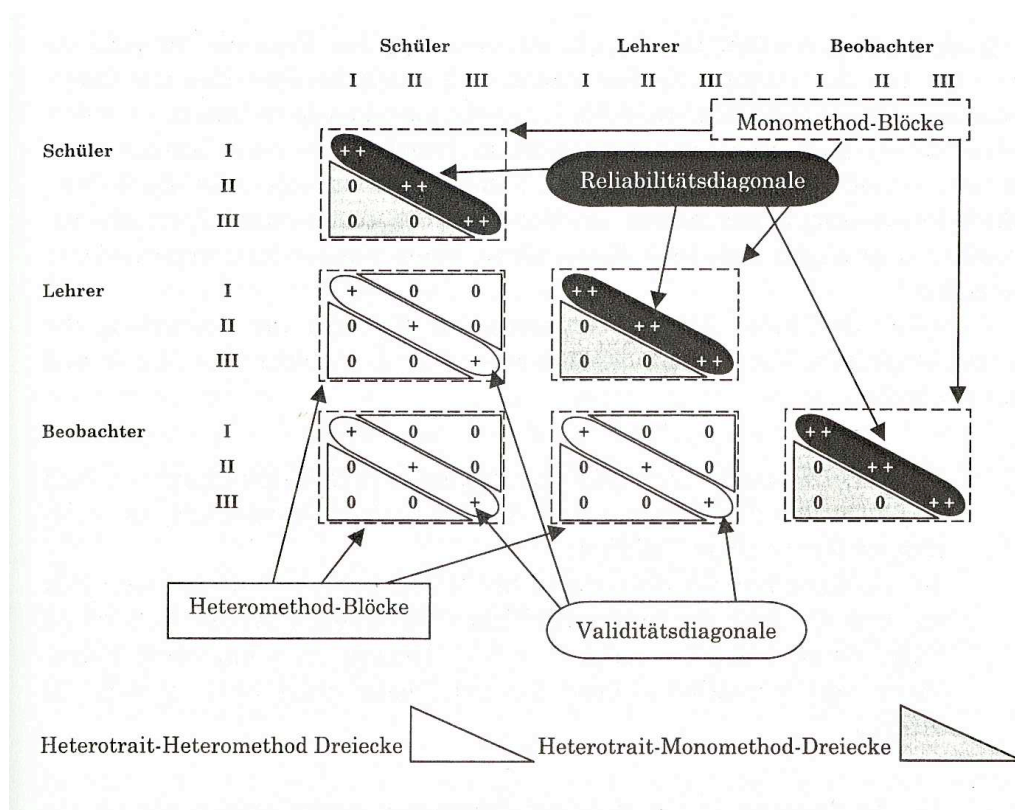 Schüler Lehrer Beobachter
I II III I II III I II III
Monomethod-Blöcke
Schüler I ++
Reliabilitätsdiagonale
II 0 ++
III 0 0 ++
Lehrer I + 0 0 ++
II 0 + 0 0 ++
III 0 0 + 0 0 ++
Beobachter I + 0 0 + 0 0 ++
II 0 + 0 0 + 0 0 ++
III 0 0 + 0 0 + 0 0 ++
Heteromethod-Blöcke
Validitätsdiagonale
Heterotrait-Heteromethod Dreiecke Heterotrait-Monomethod-Dreiecke